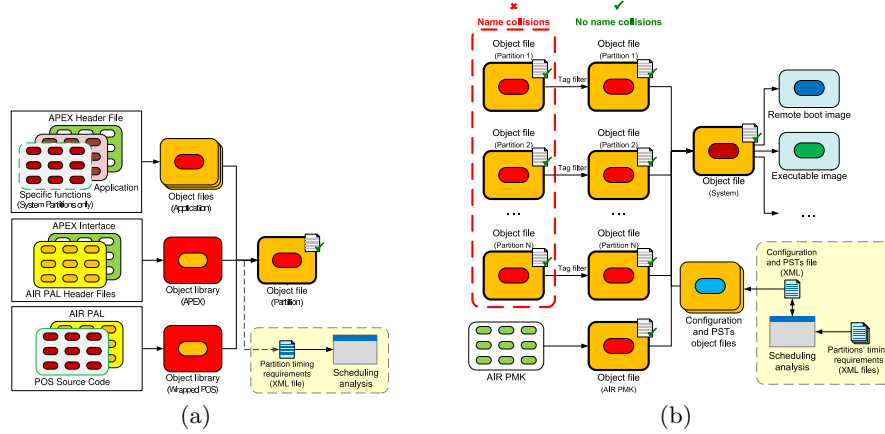 APEX Header File
Application
Specific functions
(System Partitions only)
Object files
(Application)
APEX Interface
AIR PAL Header Files
Object library
(APEX)
Object file
(Partition)
AIR PAL
POS Source Code
Object library
(Wrapped POS)
Partition timing
requirements
(XML file)
Scheduling
analysis
(a)
✘
Name collisions
✔
No name collisions
Object file
(Partition 1)
Tag filter
Object file
(Partition 1)
Object file
(Partition 2)
Tag filter
Object file
(Partition 2)
...
...
Object file
(Partition N)
Tag filter
Object file
(Partition N)
AIR PMK
Object file
(AIR PMK)
Object file
(System)
Remote boot image
Executable image
...
Configuration
and PSTs
object files
Configuration
and PSTs file
(XML)
Scheduling
analysis
Partitions' timing
requirements
(XML files)
(b)